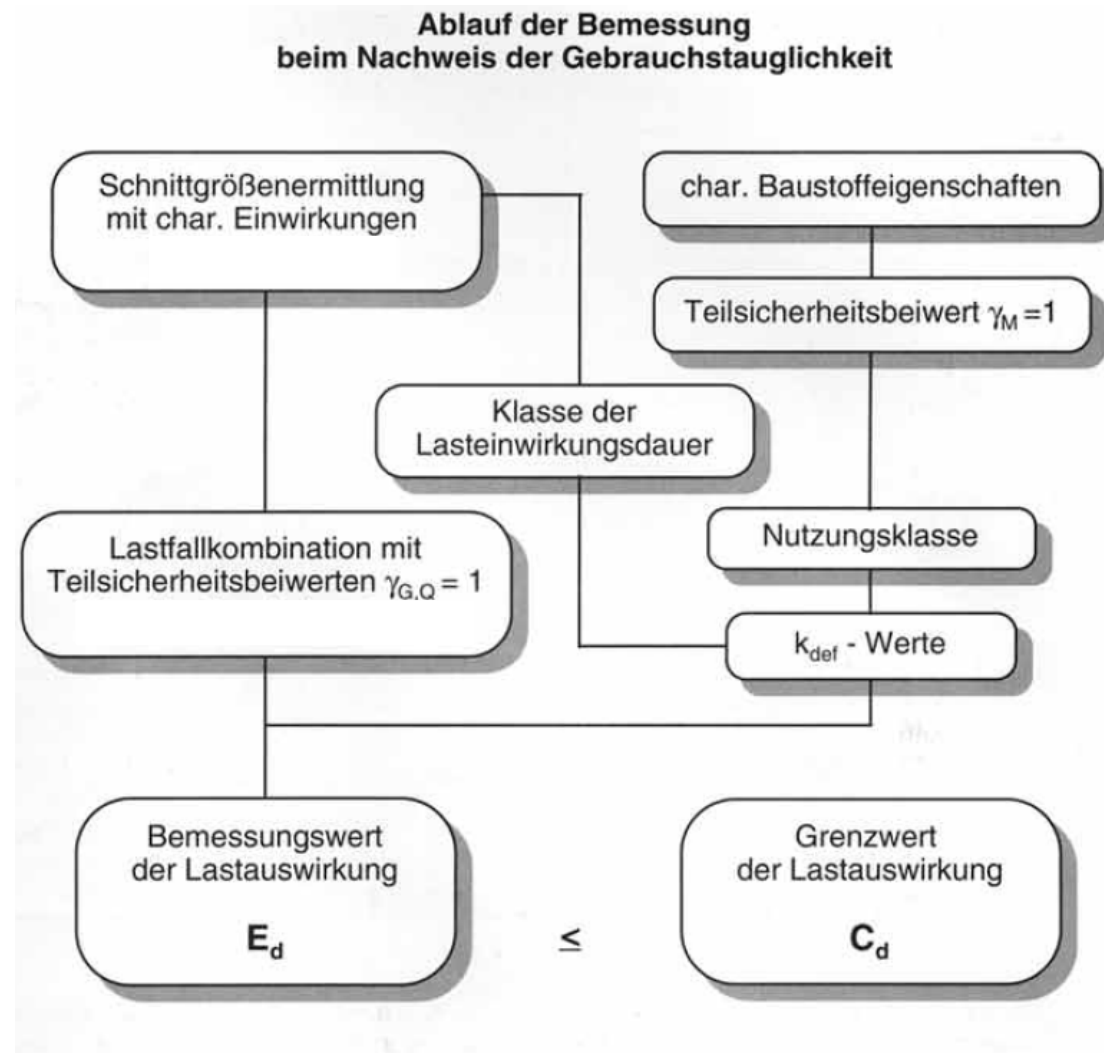 Ablauf der Bemessung
beim Nachweis der Gebrauchstauglichkeit
Schnittgrößenermittlung
mit char. Einwirkungen
char. Baustoffeigenschaften
Teilsicherheitsbeiwert γM =1
Klasse der
Lasteinwirkungsdauer
Lastfallkombination mit
Teilsicherheitsbeiwerten γG,Q = 1
Nutzungsklasse
kdef - Werte
Bemessungswert
der Lastauswirkung
Ed
≤
Grenzwert
der Lastauswirkung
Cd